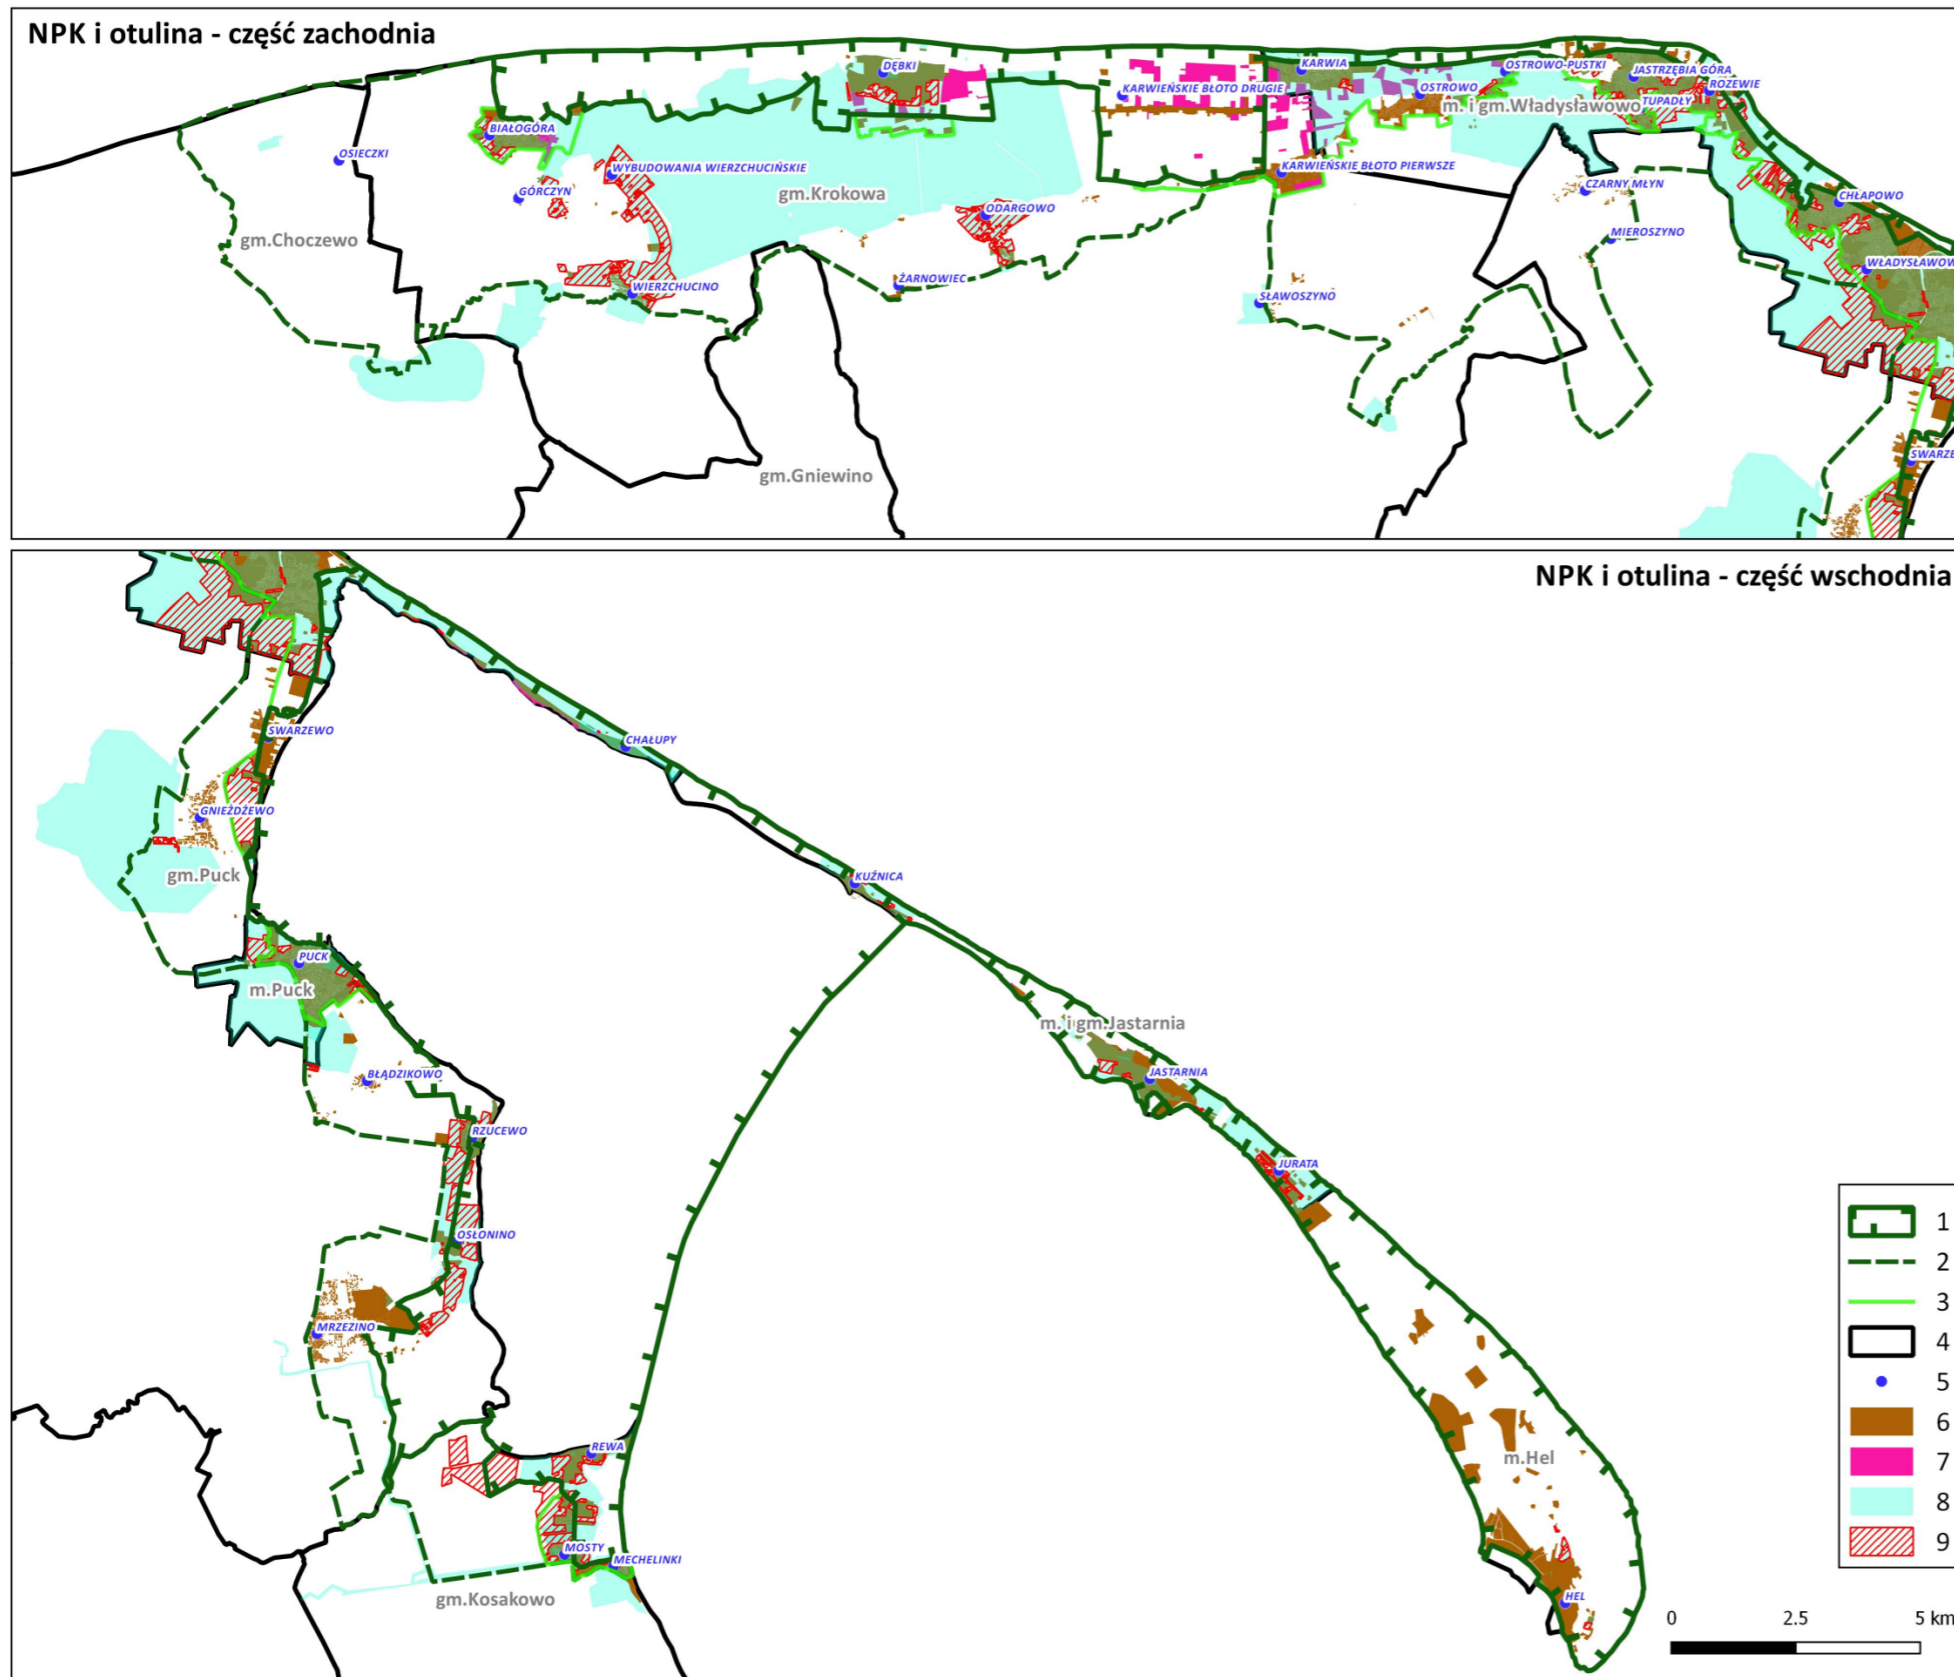 NPK i otulina - część zachodnia
DĘBKI
KARWIA
OSTROWO-PUSTKI
JASTRZĘBIA GÓRA
KARWIEŃSKIE BŁOTO DRUGIE
OSTROWO
ROZEWIE
m. i gm.Władysławowo
TUPADŁY
BIAŁOGÓRA
OSIECZKI
WYBUDOWANIA WIERZCHUCIŃSKIE
KARWIEŃSKIE BŁOTO PIERWSZE
GÓRCZYN
gm.Krokowa
CZARNY MŁYN
CHŁAPOWO
ODARGOWO
gm.Choczewo
MIEROSZYNO
WŁADYSŁAWOW
ŻARNOWIEC
WIERZCHUCINO
SŁAWOSZYNO
SWARZE
gm.Gniewino
NPK i otulina - część wschodnia
SWARZEWO
CHAŁUPY
GNIEŻDŻEWO
gm.Puck
KUŹNICA
PUCK
m.Puck
m. i gm.Jastarnia
BŁĄDZIKOWO
JASTARNIA
RZUCEWO
JURATA
OSŁONINO
MRZEZINO
REWA
m.Hel
MOSTY
MECHELINKI
gm.Kosakowo
HEL
1
2
3
4
5
6
7
8
9
0 2.5 5 km